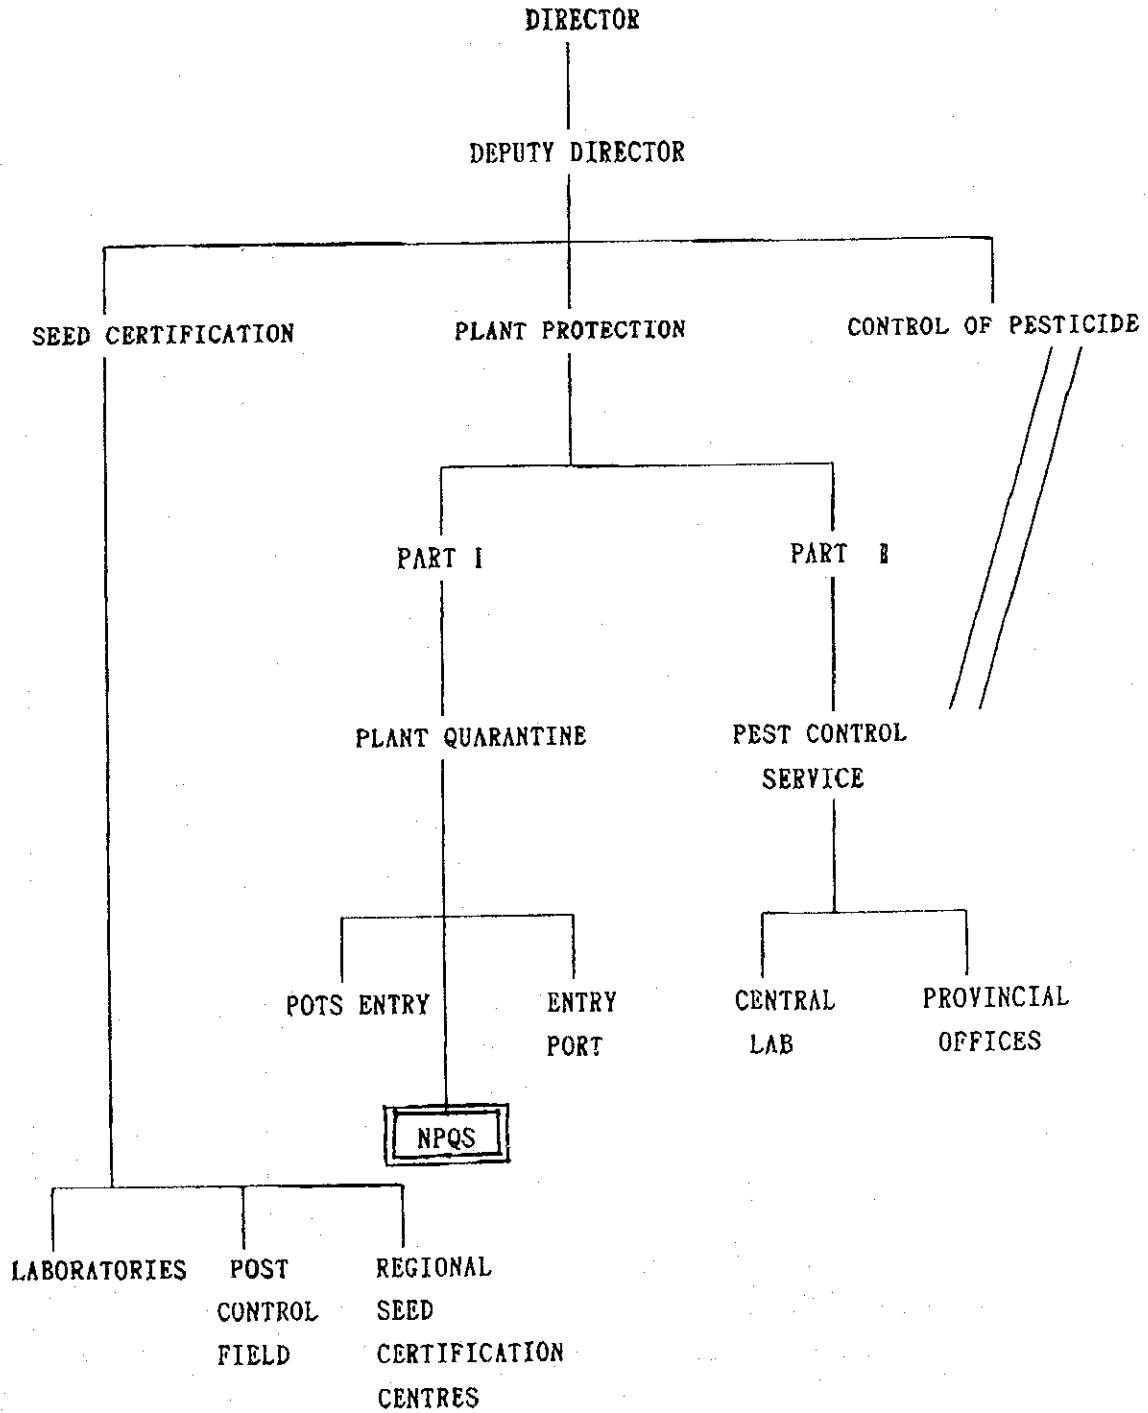 DIRECTOR
DEPUTY DIRECTOR
SEED CERTIFICATION
PLANT PROTECTION
CONTROL OF PESTICIDE
PART I
PART
PLANT QUARANTINE
PEST CONTROL
SERVICE
POTS ENTRY
ENTRY
PORT
CENTRAL
LAB
PROVINCIAL
OFFICES
NPQS
LABORATORIES
POST
CONTROL
FIELD
REGIONAL
SEED
CERTIFICATION
CENTRES